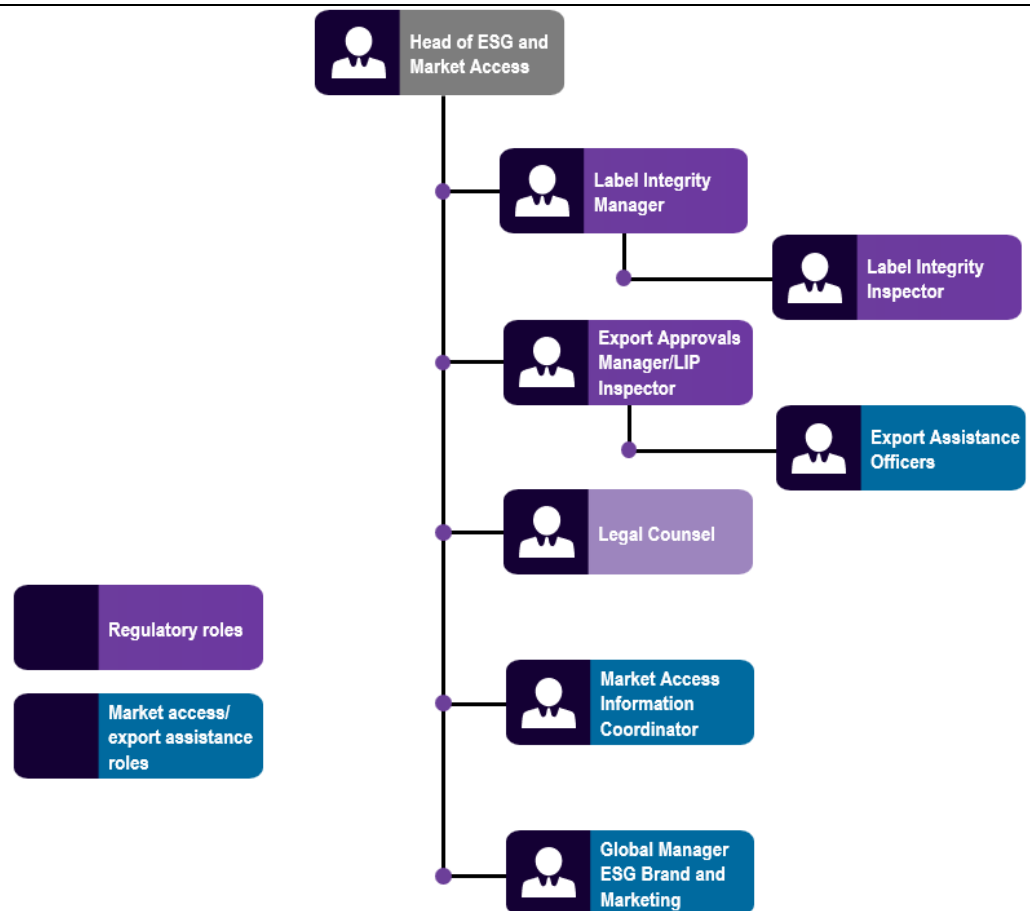 Head of ESG and
Market Access
Label Integrity
Manager
Label Integrity
Inspector
Export Approvals
Manager/LIP
Inspector
Export Assistance
Officers
Legal Counsel
Regulatory roles
Market Access
Information
Coordinator
Market access/
export assistance
roles
Global Manager
ESG Brand and
Marketing